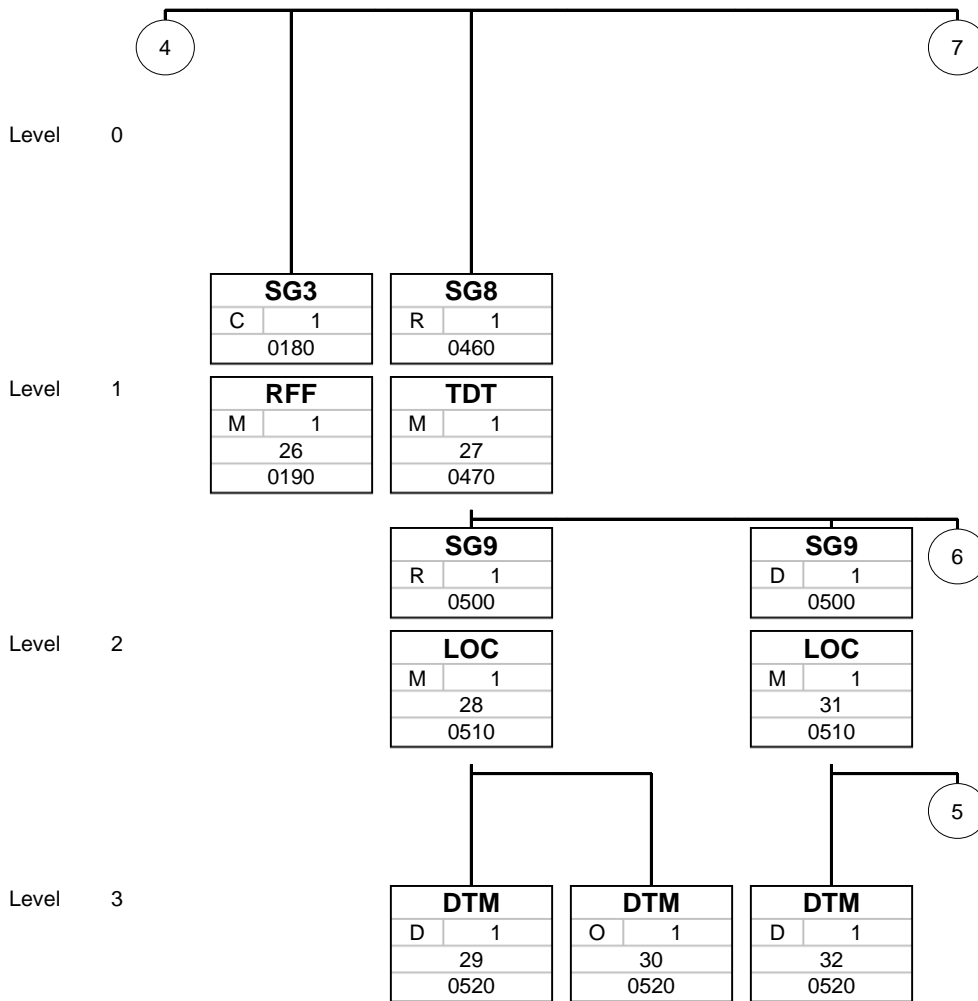 4
7
Level 0
SG3
C 1
0180
SG8
R 1
0460
Level 1
RFF
M 1
26
0190
TDT
M 1
27
0470
SG9
R 1
0500
SG9
D 1
0500
6
Level 2
LOC
M 1
28
0510
LOC
M 1
31
0510
5
Level 3
DTM
D 1
29
0520
DTM
O 1
30
0520
DTM
D 1
32
0520